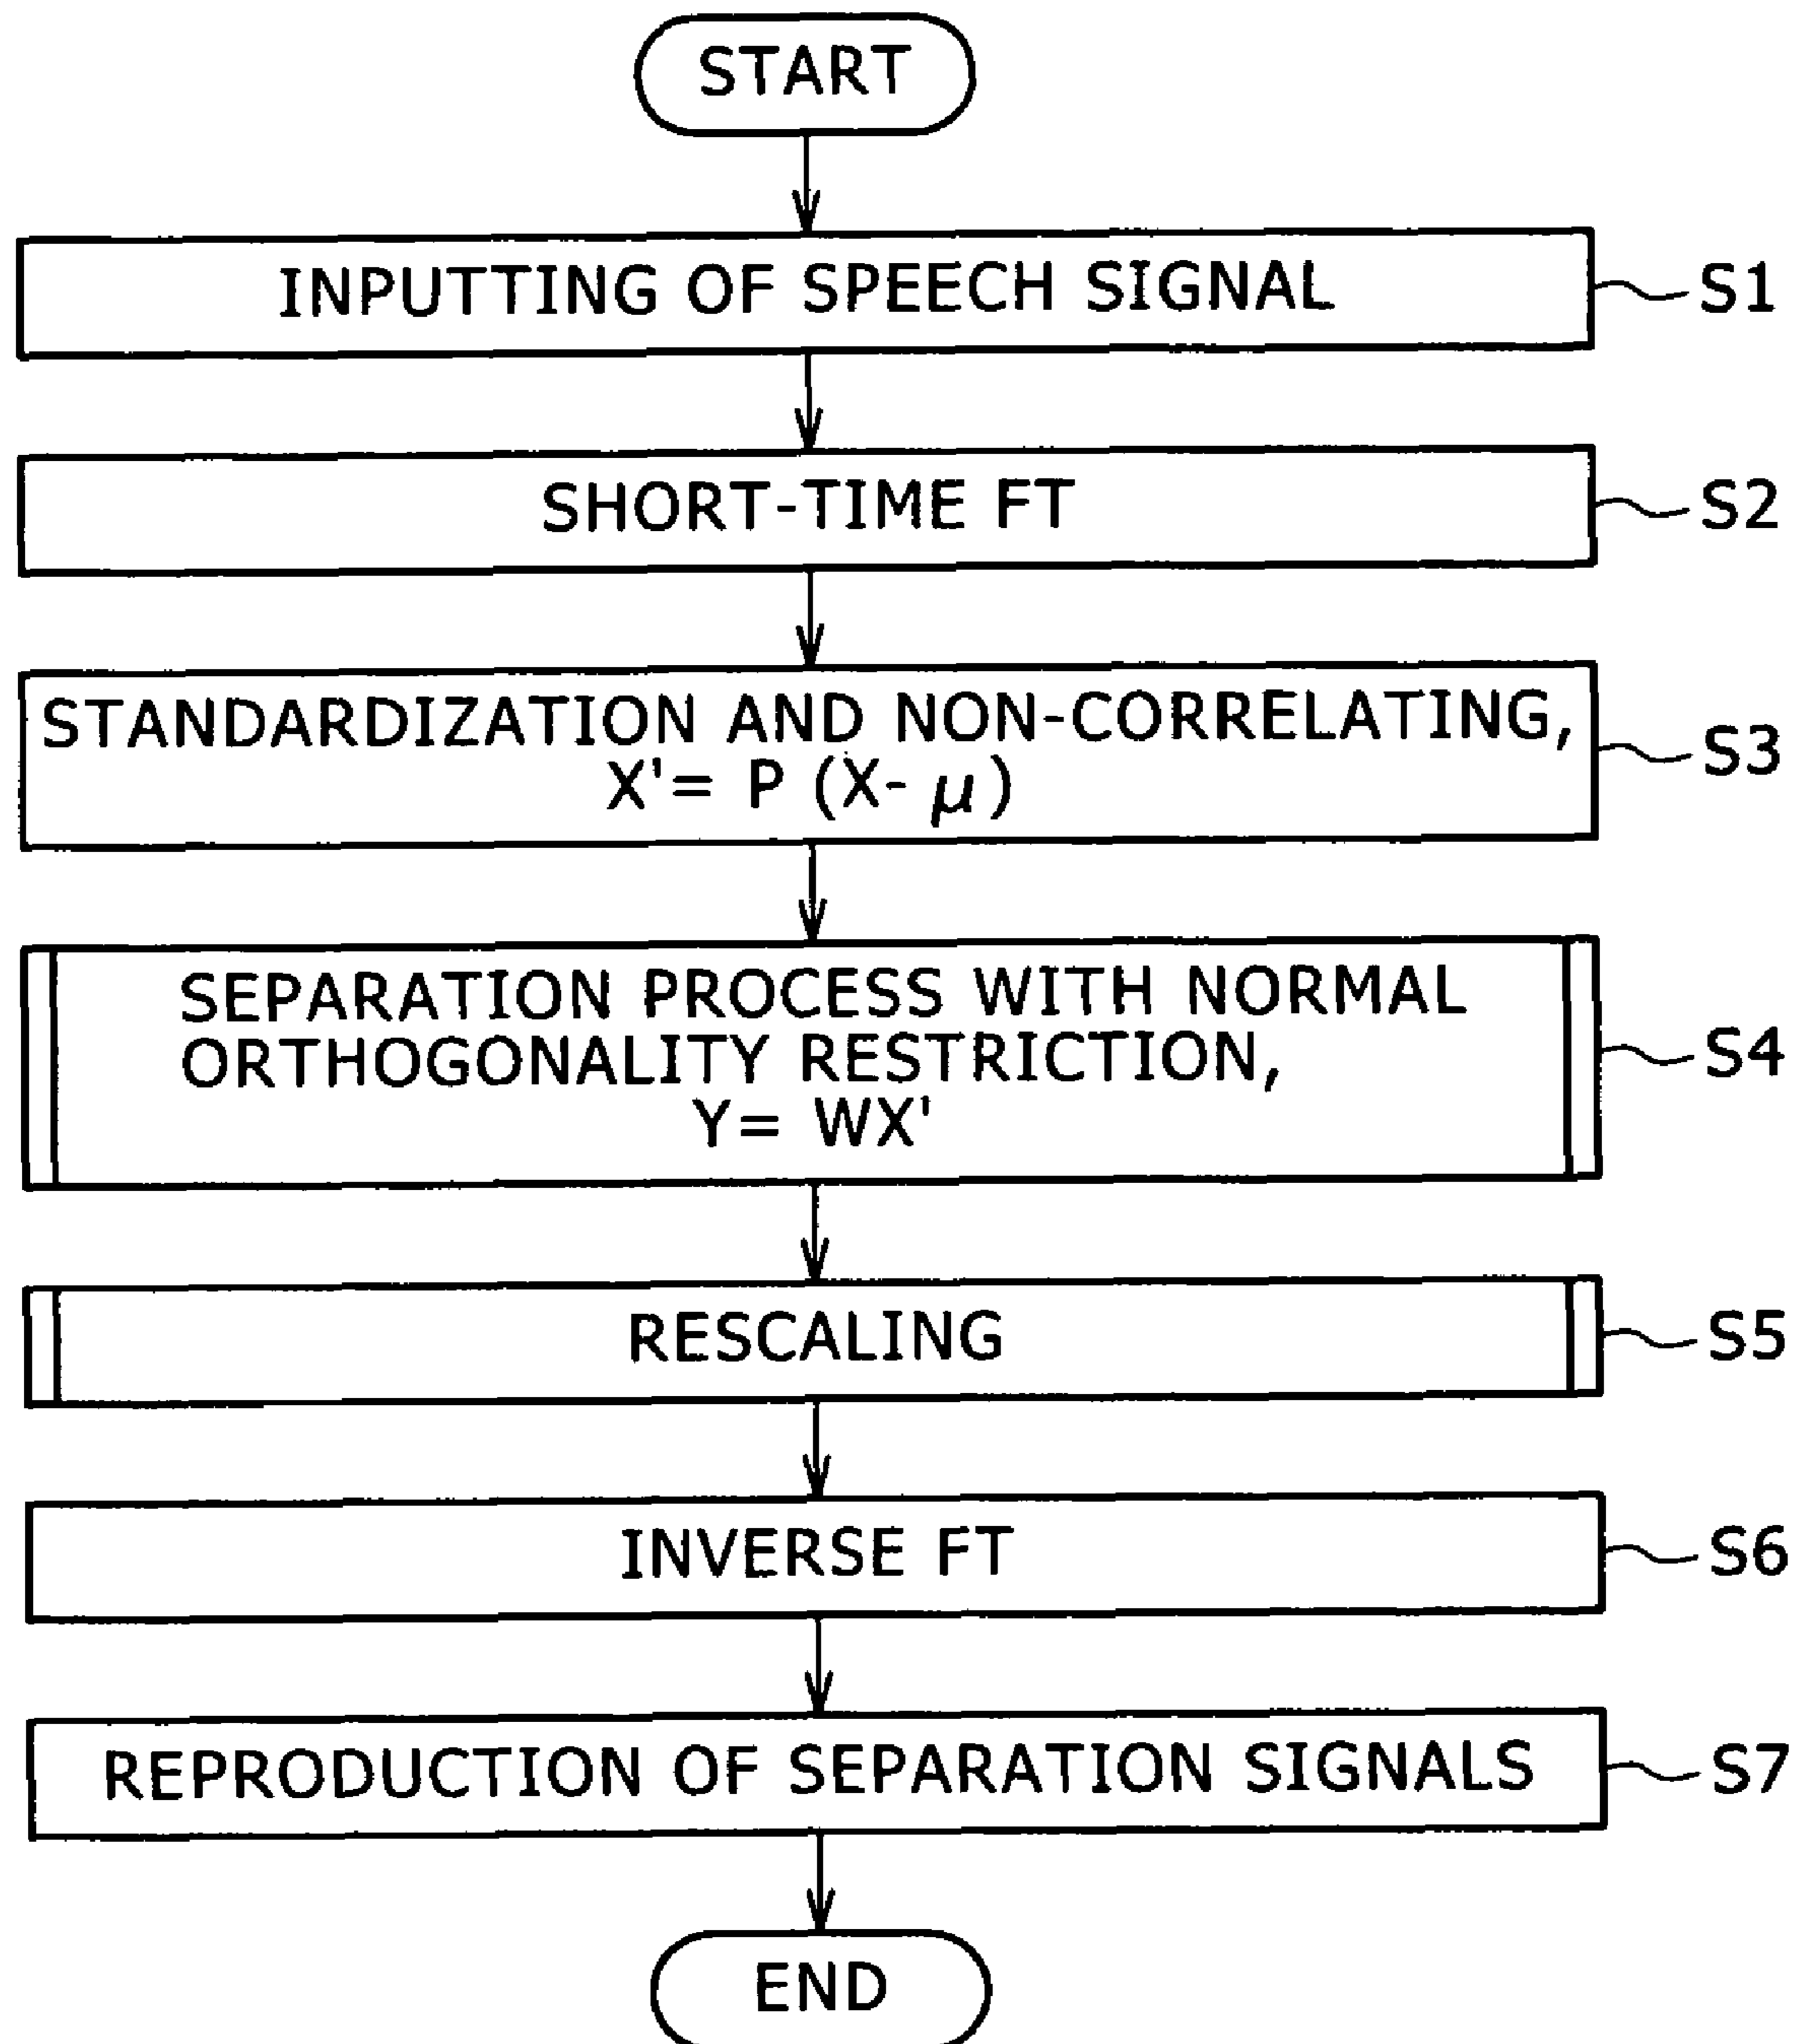 START
INPUTTING OF SPEECH SIGNAL
S1
SHORT-TIME FT
S2
STANDARDIZATION AND NON-CORRELATING,
X'= P (X- μ)
S3
SEPARATION PROCESS WITH NORMAL
ORTHOGONALITY RESTRICTION,
Y= WX'
S4
RESCALING
S5
INVERSE FT
S6
REPRODUCTION OF SEPARATION SIGNALS
S7
END